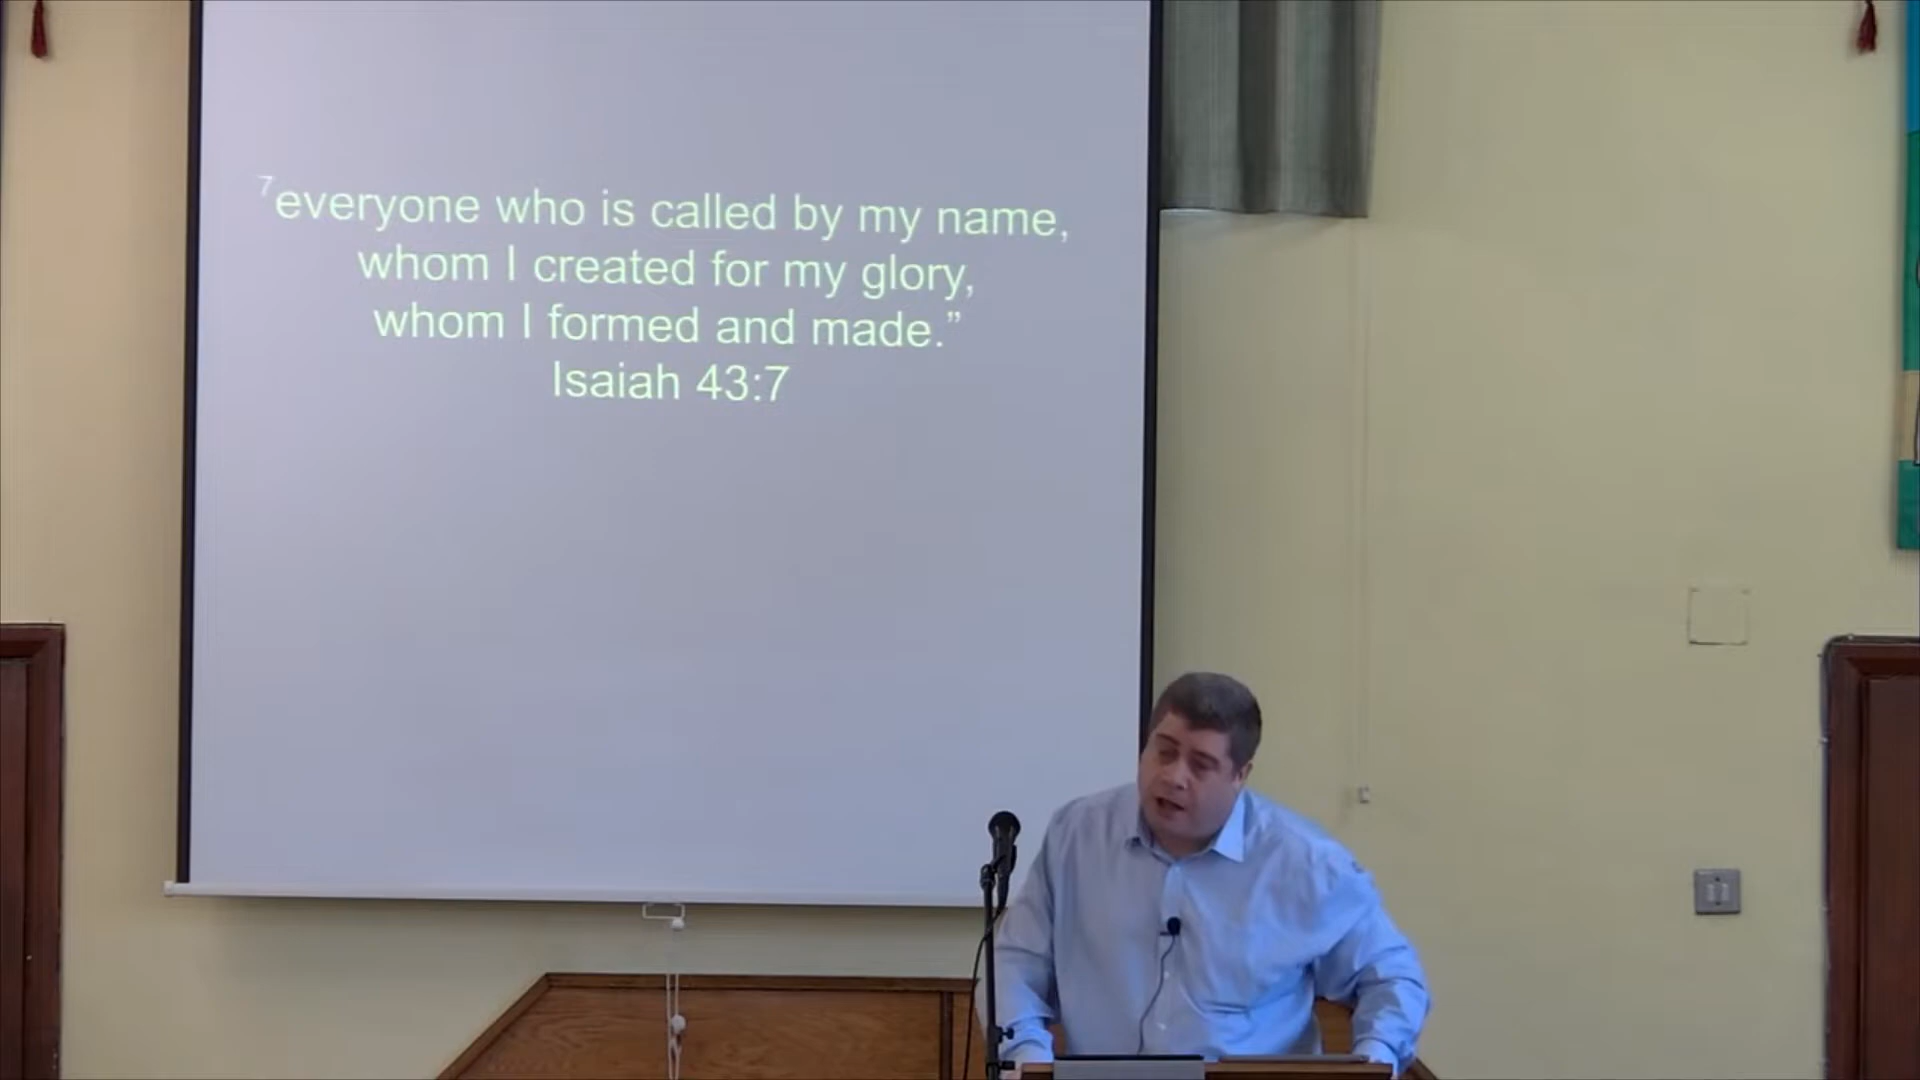 7everyone who is called by my name,
whom I created for my glory,
whom I formed and made.”
Isaiah 43:7